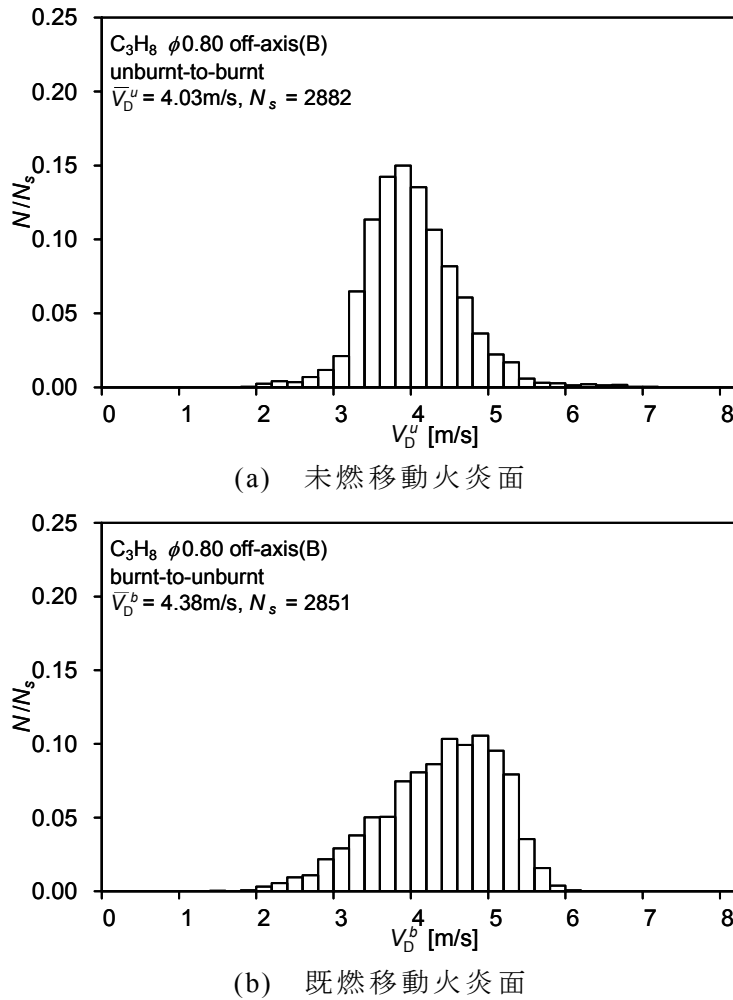 0.25
0.20
0.15
0.10
0.05
0.00
N/Nₛ
C₃H₈ ϕ0.80 off-axis(B)
unburnt-to-burnt
V̅_D^u = 4.03m/s, Nₛ = 2882
0 1 2 3 4 5 6 7 8
V_D^u [m/s]
(a) 未燃移動火炎面
0.25
0.20
0.15
0.10
0.05
0.00
N/Nₛ
C₃H₈ ϕ0.80 off-axis(B)
burnt-to-unburnt
V̅_D^b = 4.38m/s, Nₛ = 2851
0 1 2 3 4 5 6 7 8
V_D^b [m/s]
(b) 既燃移動火炎面